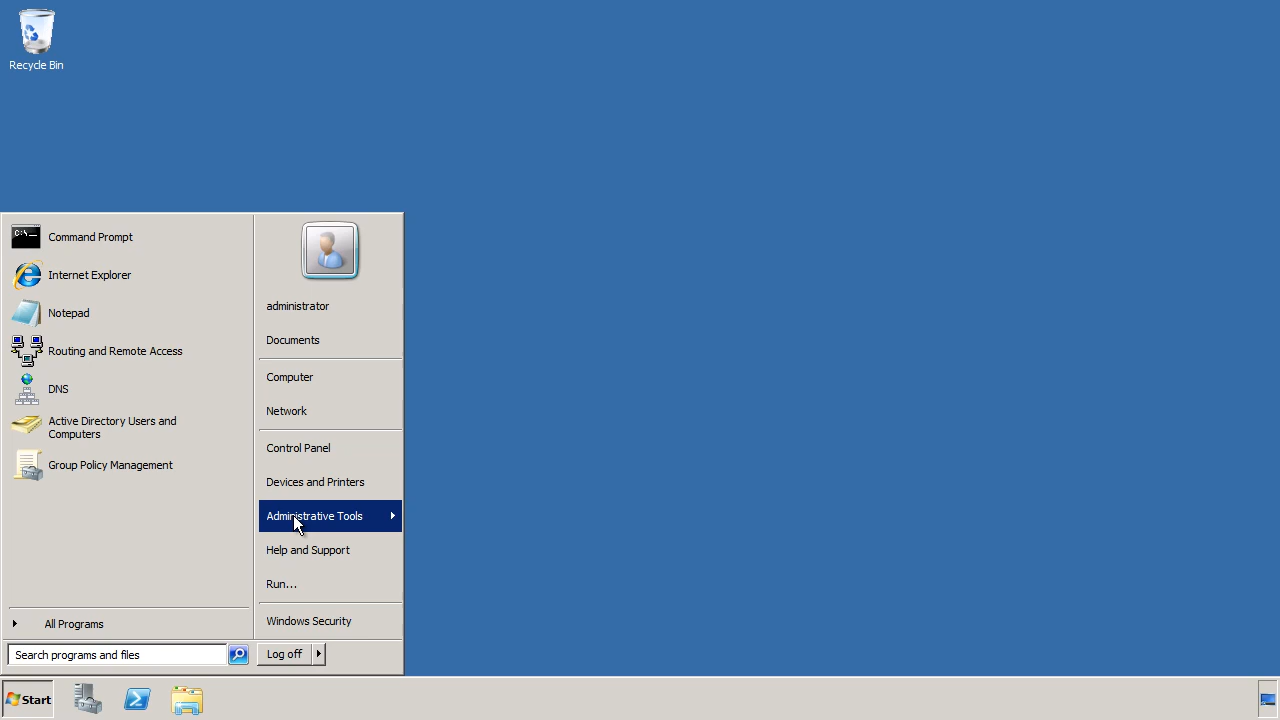 Recycle Bin
Command Prompt
Internet Explorer
Notepad
Routing and Remote Access
DNS
Active Directory Users and
Computers
Group Policy Management
All Programs
Search programs and files
administrator
Documents
Computer
Network
Control Panel
Devices and Printers
Administrative Tools
Help and Support
Run...
Windows Security
Log off
Start